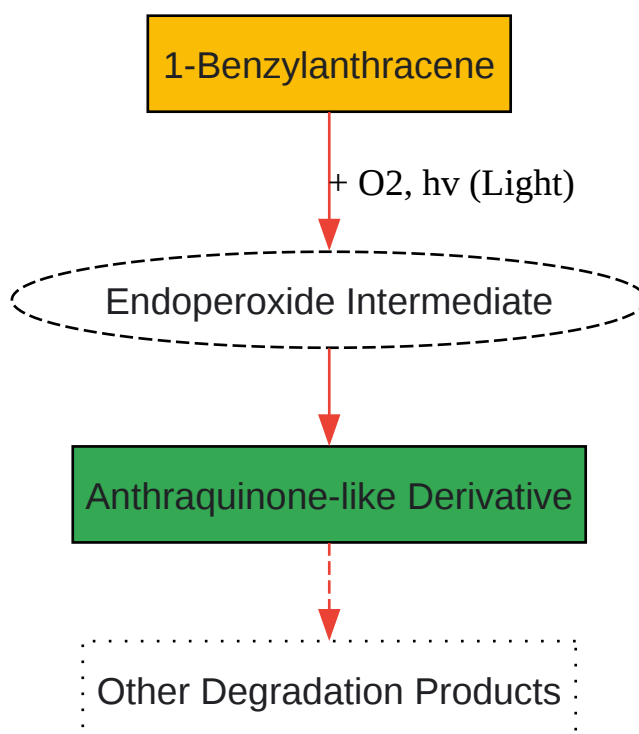 1-Benzylanthracene
+ O2, hv (Light)
Endoperoxide Intermediate
Anthraquinone-like Derivative
Other Degradation Products